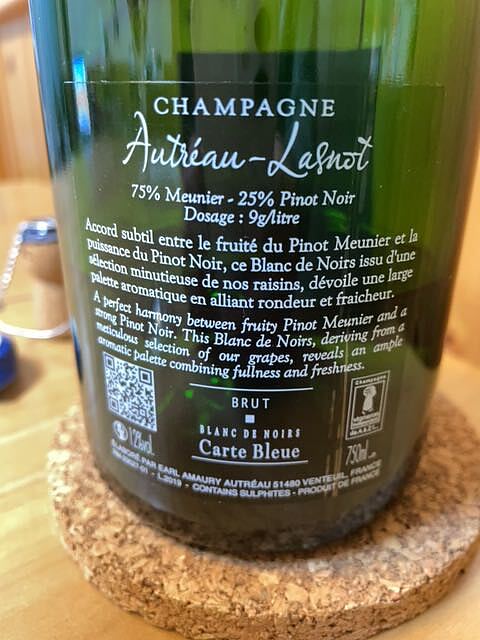 CHAMPAGNE
Autréau-Lasnot
75% Meunier - 25% Pinot Noir
Dosage : 9g/litre
Accord subtil entre le fruité du Pinot Meunier et la
puissance du Pinot Noir, ce Blanc de Noirs issu d'une
sélection minutieuse de nos raisins, dévoile une large
palette aromatique en alliant rondeur et fraicheur.
A perfect harmony between fruity Pinot Meunier and a
strong Pinot Noir. This Blanc de Noirs, deriving from a
meticulous selection of our grapes, reveals an ample
aromatic palette combining fullness and freshness.
BRUT
BLANC DE NOIRS
Carte Bleue
Champagne
12%vol.
750ml
ÉLABORÉ PAR EARL AMAURY AUTRÉAU 51480 VENTEUIL, FRANCE
L2019 - CONTAINS SULPHITES - PRODUIT DE FRANCE